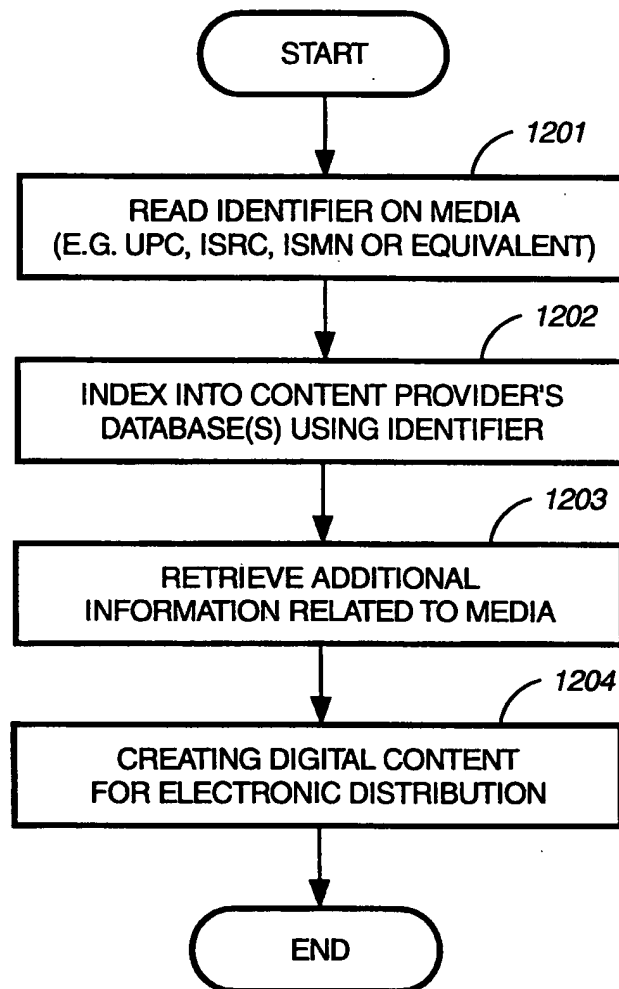 START
1201
READ IDENTIFIER ON MEDIA
(E.G. UPC, ISRC, ISMN OR EQUIVALENT)
1202
INDEX INTO CONTENT PROVIDER'S
DATABASE(S) USING IDENTIFIER
1203
RETRIEVE ADDITIONAL
INFORMATION RELATED TO MEDIA
1204
CREATING DIGITAL CONTENT
FOR ELECTRONIC DISTRIBUTION
END